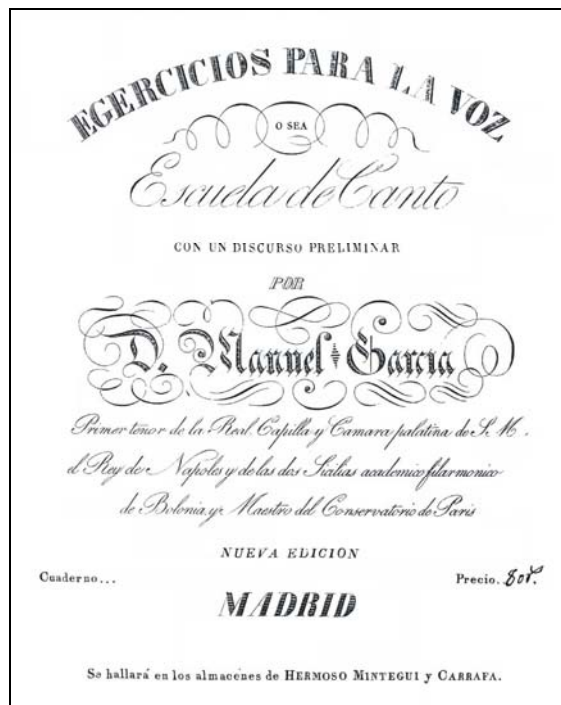 EGERCICIOS PARA LA VOZ
O SEA
Escuela de Canto
CON UN DISCURSO PRELIMINAR
POR
D. Manuel Garcia
Primer tenor de la Real Capilla y Camara palatina de S. M.
el Rey de Napoles y de las dos Sicilias academico filarmonico
de Bolonia, y Maestro del Conservatorio de Paris
NUEVA EDICION
Cuaderno... Precio.
MADRID
Se hallará en los almacenes de HERMOSO MINTEGUI y CARRAFA.